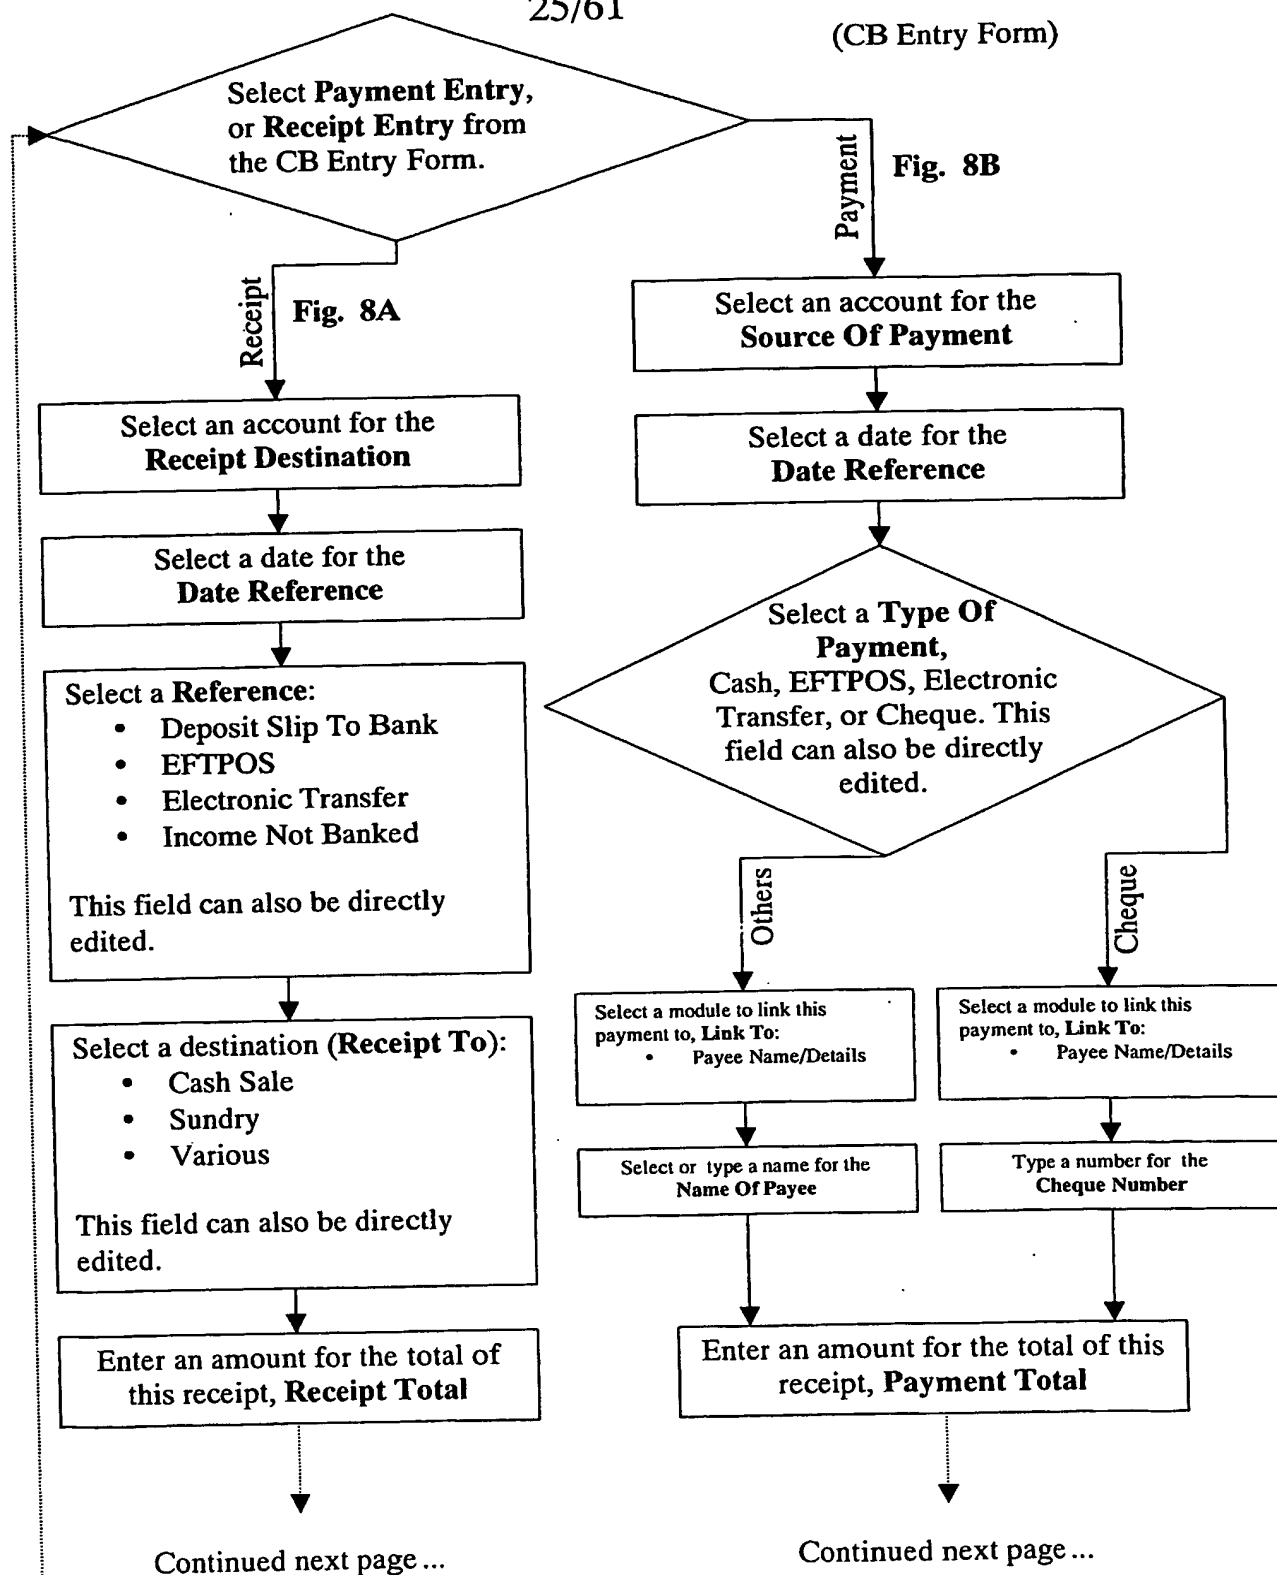 25/61
(CB Entry Form)
Select Payment Entry,
or Receipt Entry from
the CB Entry Form.
Payment
Fig. 8B
Receipt
Fig. 8A
Select an account for the
Receipt Destination
Select a date for the
Date Reference
Select a Reference:
• Deposit Slip To Bank
• EFTPOS
• Electronic Transfer
• Income Not Banked
This field can also be directly
edited.
Select a destination (Receipt To):
• Cash Sale
• Sundry
• Various
This field can also be directly
edited.
Enter an amount for the total of
this receipt, Receipt Total
Continued next page ...
Select an account for the
Source Of Payment
Select a date for the
Date Reference
Select a Type Of
Payment,
Cash, EFTPOS, Electronic
Transfer, or Cheque. This
field can also be directly
edited.
Others
Cheque
Select a module to link this
payment to, Link To:
• Payee Name/Details
Select or type a name for the
Name Of Payee
Select a module to link this
payment to, Link To:
• Payee Name/Details
Type a number for the
Cheque Number
Enter an amount for the total of this
receipt, Payment Total
Continued next page ...